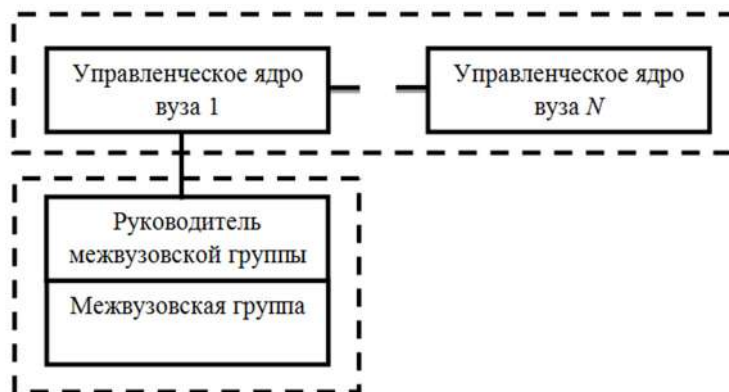 Управленческое ядро
вуза 1
Управленческое ядро
вуза N
Руководитель
межвузовской группы
Межвузовская группа